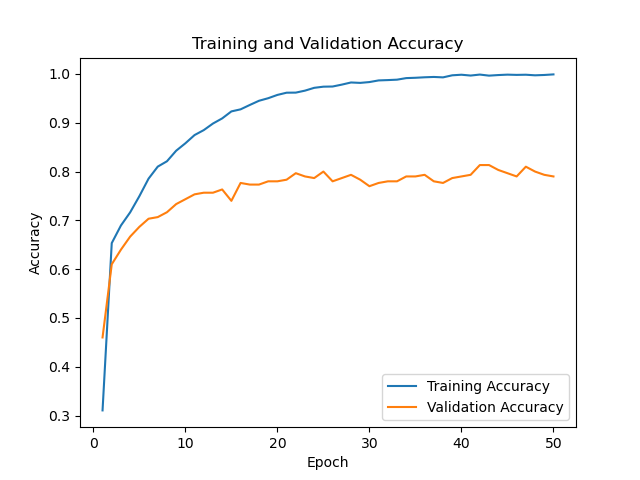 Training and Validation Accuracy
Accuracy
1.0
0.9
0.8
0.7
0.6
0.5
0.4
0.3
0
10
20
30
40
50
Epoch
Training Accuracy
Validation Accuracy